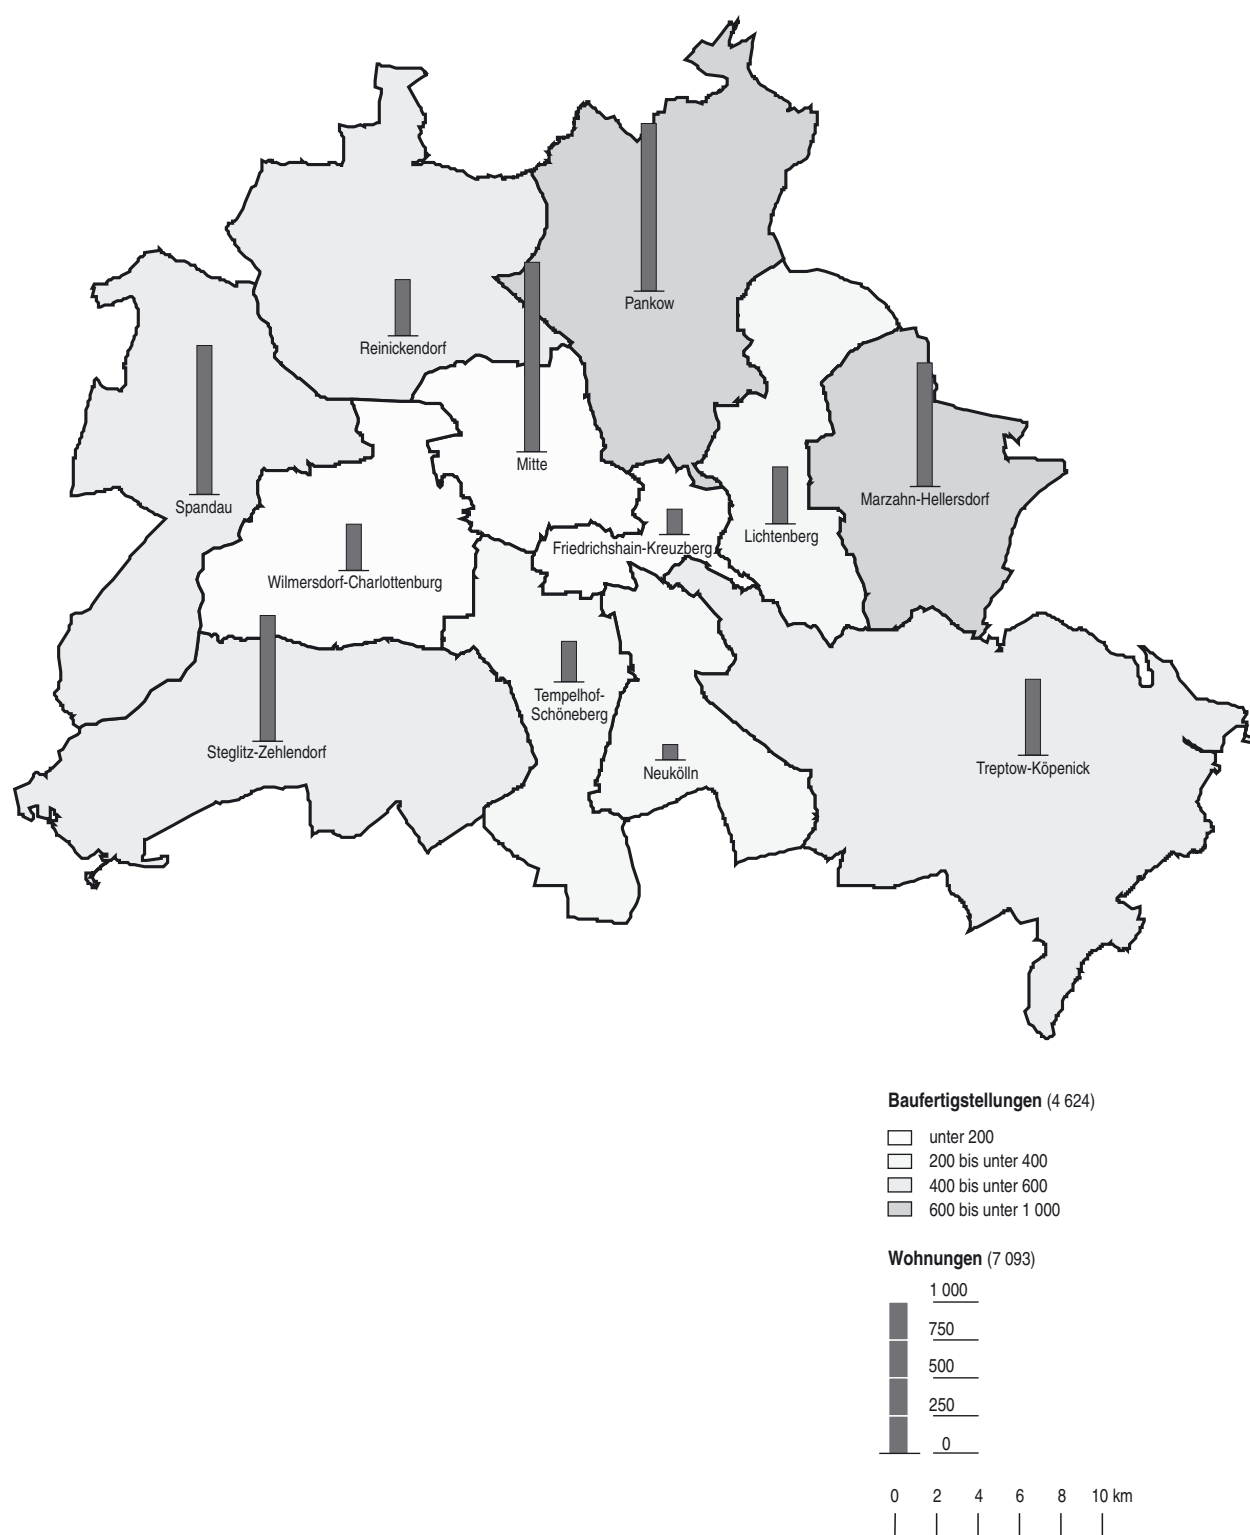 Pankow
Reinickendorf
Mitte
Spandau
Marzahn-Hellersdorf
Lichtenberg
Friedrichshain-Kreuzberg
Wilmersdorf-Charlottenburg
Tempelhof-
Schöneberg
Steglitz-Zehlendorf
Neukölln
Treptow-Köpenick
Baufertigstellungen (4 624)
unter 200
200 bis unter 400
400 bis unter 600
600 bis unter 1 000
Wohnungen (7 093)
1 000
750
500
250
0
0 2 4 6 8 10 km